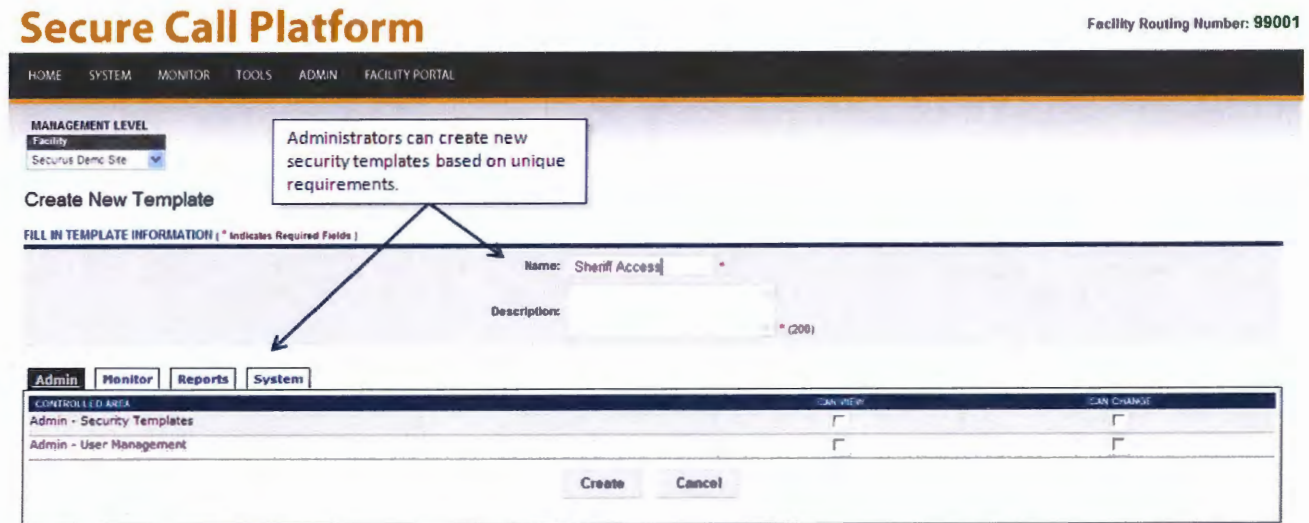 Secure Call Platform
Facility Routing Number: 99001
HOME SYSTEM MONITOR TOOLS ADMIN FACILITY PORTAL
MANAGEMENT LEVEL
Facility
Securus Demo Site
Administrators can create new
security templates based on unique
requirements.
Create New Template
FILL IN TEMPLATE INFORMATION ( * Indicates Required Fields )
Name: Sheriff Access *
Description:
* (200)
Admin Monitor Reports System
CONTROLLED AREA CAN VIEW CAN CHANGE
Admin - Security Templates
Admin - User Management
Create Cancel